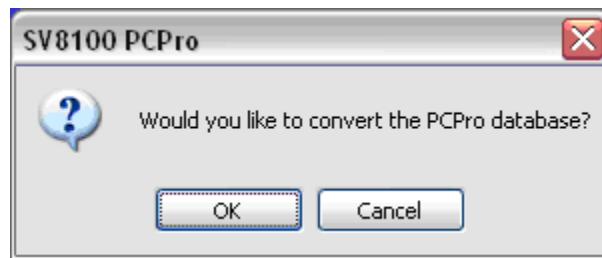 SV8100 PCPro
Would you like to convert the PCPro database?
OK
Cancel